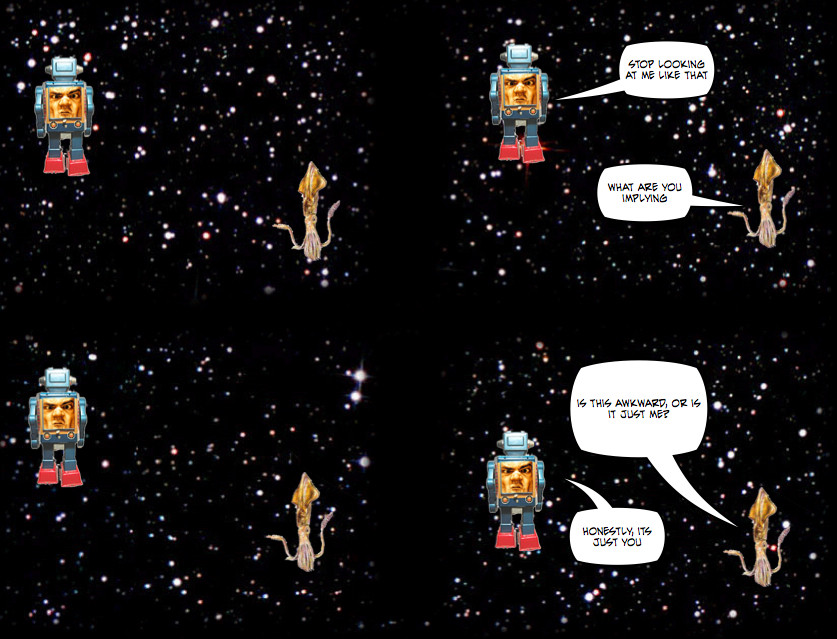 STOP LOOKING
AT ME LIKE THAT
WHAT ARE YOU
IMPLYING
IS THIS AWKWARD, OR IS
IT JUST ME?
HONESTLY, ITS
JUST YOU